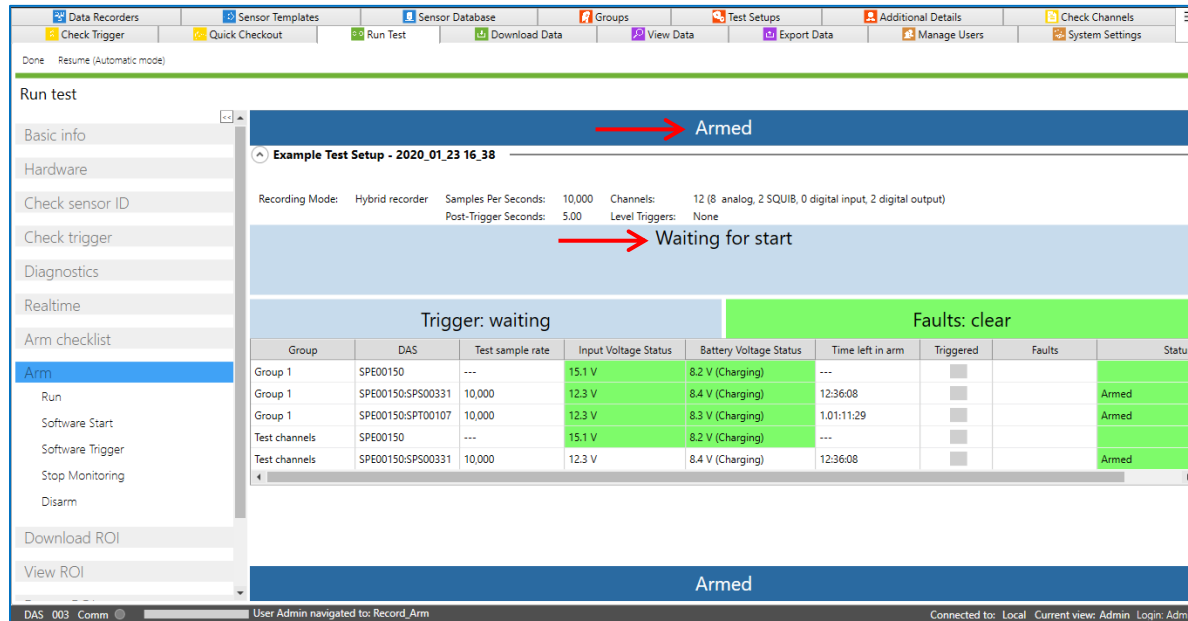 Data Recorders Sensor Templates Sensor Database Groups Test Setups Additional Details Check Channels
Check Trigger Quick Checkout Run Test Download Data View Data Export Data Manage Users System Settings
Done Resume (Automatic mode)
Run test
<<
Basic info
Hardware
Check sensor ID
Check trigger
Diagnostics
Realtime
Arm checklist
Arm
Run
Software Start
Software Trigger
Stop Monitoring
Disarm
Download ROI
View ROI
Armed
Example Test Setup - 2020_01_23 16_38
Recording Mode: Hybrid recorder Samples Per Seconds: 10,000 Channels: 12 (8 analog, 2 SQUIB, 0 digital input, 2 digital output)
Post-Trigger Seconds: 5.00 Level Triggers: None
Waiting for start
Trigger: waiting Faults: clear
Group DAS Test sample rate Input Voltage Status Battery Voltage Status Time left in arm Triggered Faults Statu
Group 1 SPE00150 --- 15.1 V 8.2 V (Charging) ---
Group 1 SPE00150:SPS00331 10,000 12.3 V 8.4 V (Charging) 12:36:08 Armed
Group 1 SPE00150:SPT00107 10,000 12.3 V 8.3 V (Charging) 1.01:11:29 Armed
Test channels SPE00150 --- 15.1 V 8.2 V (Charging) ---
Test channels SPE00150:SPS00331 10,000 12.3 V 8.4 V (Charging) 12:36:08 Armed
Armed
DAS 003 Comm User Admin navigated to: Record_Arm Connected to: Local Current view: Admin Login: Adm